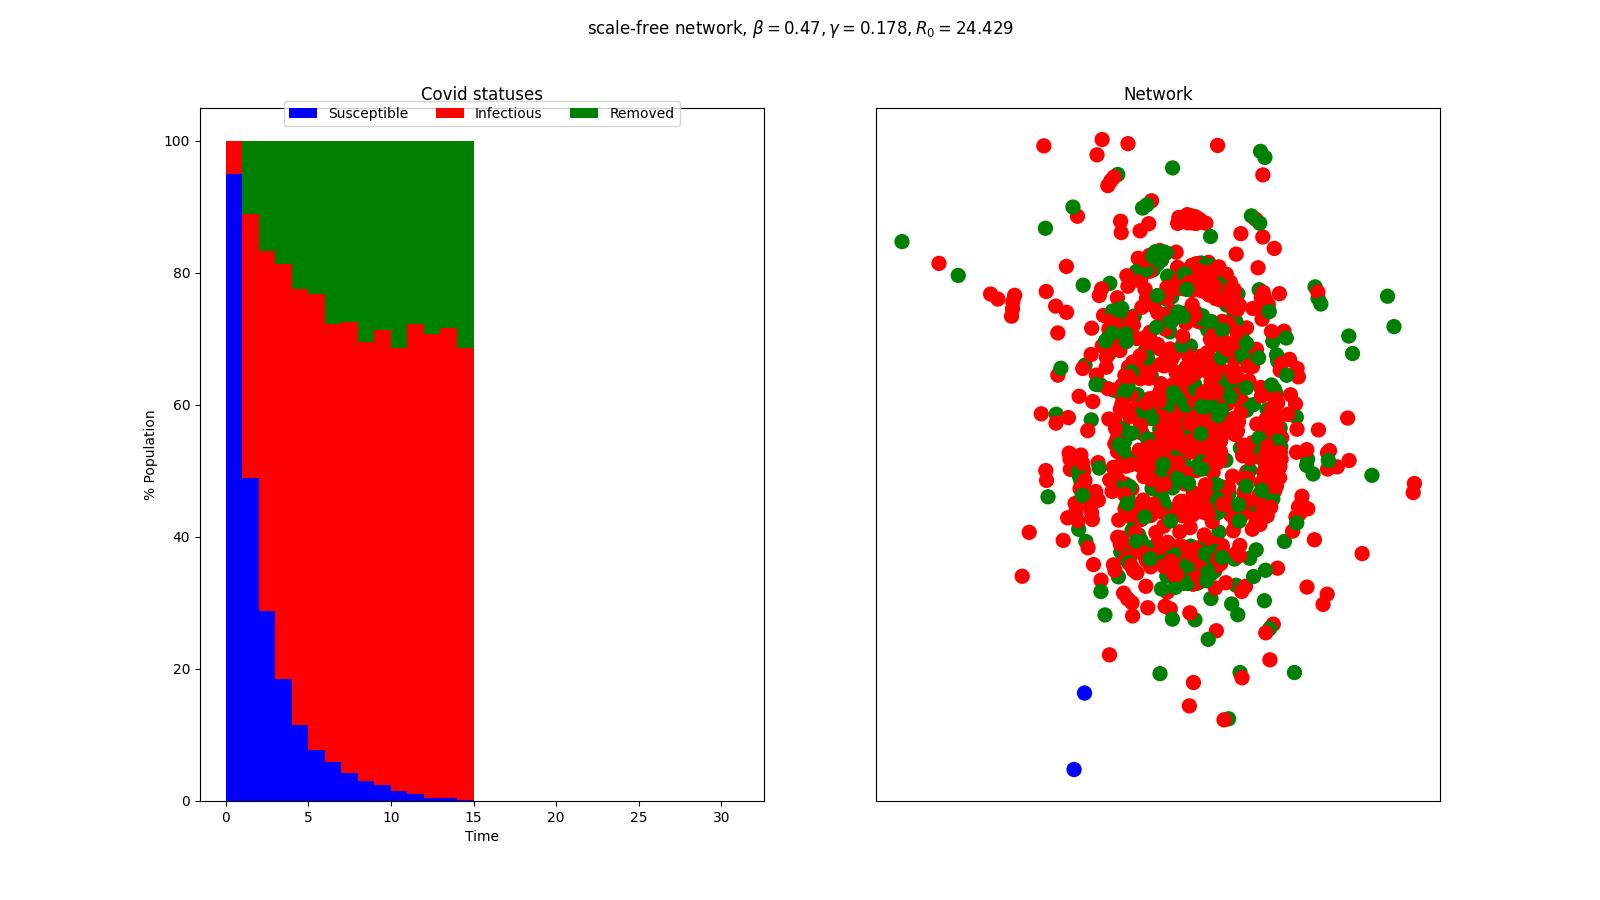 scale-free network, β = 0.47, γ = 0.178, R₀ = 24.429
Covid statuses
Susceptible Infectious Removed
100
80
60
40
20
0
% Population
0 5 10 15 20 25 30
Time
Network